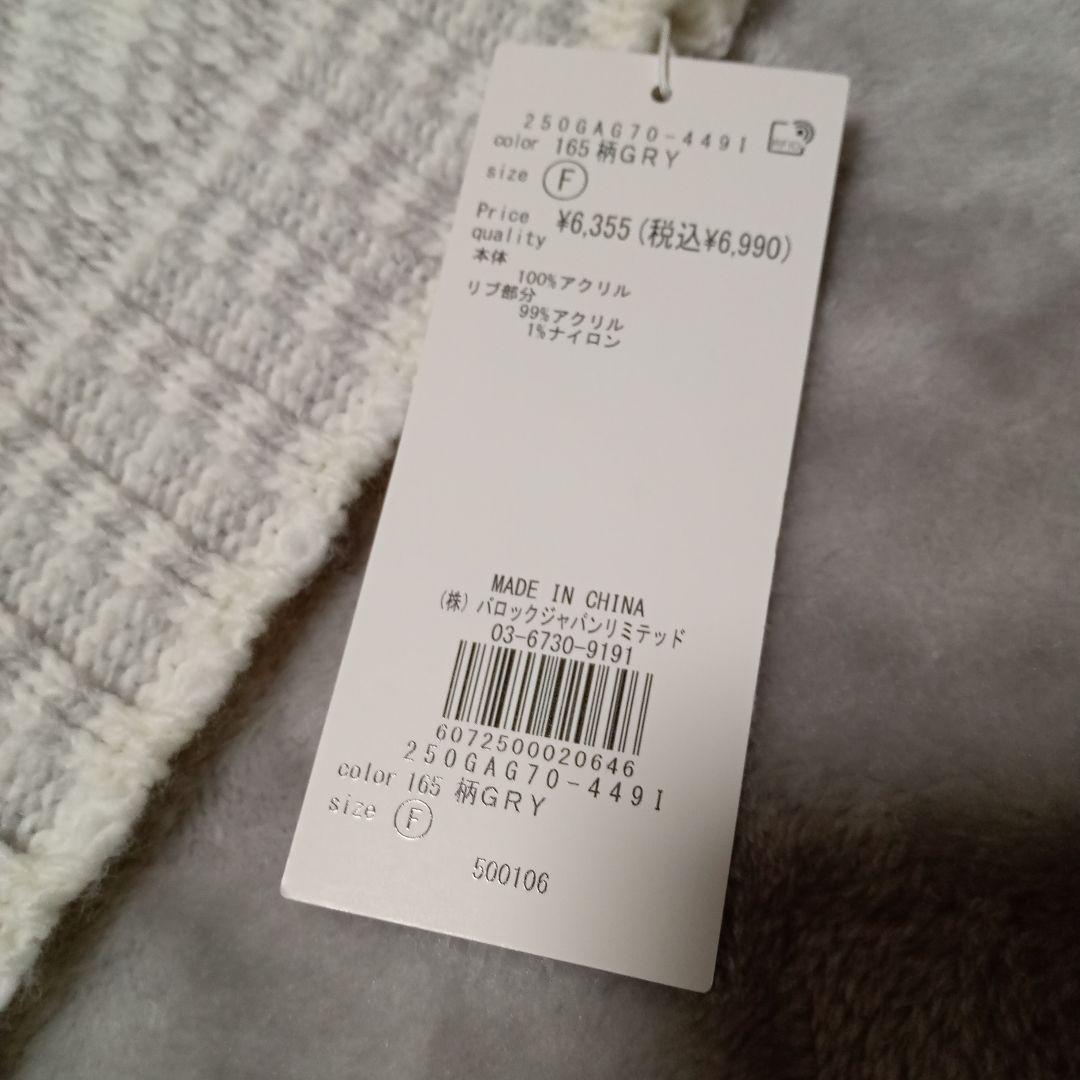 250GAG70-449I
RFID
color 165 柄GRY
size Ⓕ
Price ¥6,355(税込¥6,990)
quality
本体
100%アクリル
リブ部分
99%アクリル
1%ナイロン
MADE IN CHINA
(株) バロックジャパンリミテッド
03-6730-9191
6072500020646
250GAG70-449I
color 165 柄GRY
size Ⓕ
500106